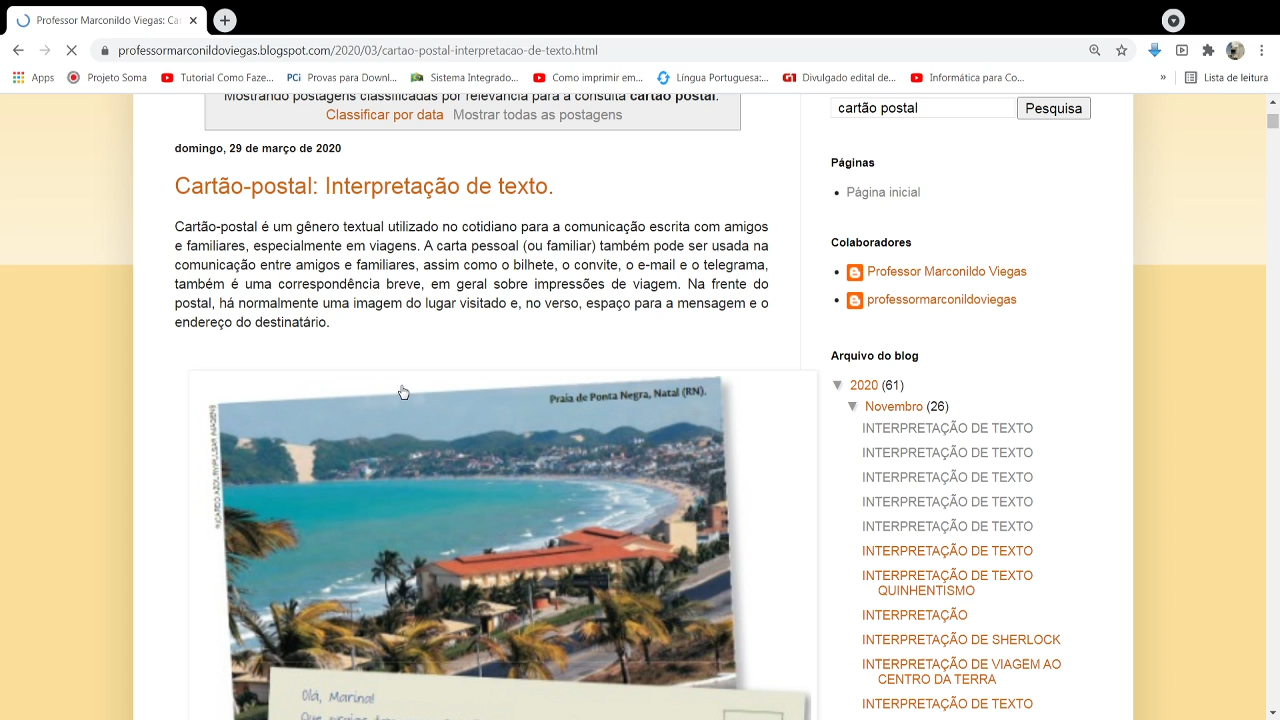 Professor Marconildo Viegas: Ca
professormarconildoviegas.blogspot.com/2020/03/cartao-postal-interpretacao-de-texto.html
Apps
Projeto Soma
Tutorial Como Faze...
PCi Provas para Downl...
Sistema Integrado...
Como imprimir em...
Língua Portuguesa:...
G1 Divulgado edital de...
Informática para Co...
»
Lista de leitura
Mostrando postagens classificadas por relevância para a consulta cartão postal.
Classificar por data Mostrar todas as postagens
domingo, 29 de março de 2020
Cartão-postal: Interpretação de texto.
Cartão-postal é um gênero textual utilizado no cotidiano para a comunicação escrita com amigos
e familiares, especialmente em viagens. A carta pessoal (ou familiar) também pode ser usada na
comunicação entre amigos e familiares, assim como o bilhete, o convite, o e-mail e o telegrama,
também é uma correspondência breve, em geral sobre impressões de viagem. Na frente do
postal, há normalmente uma imagem do lugar visitado e, no verso, espaço para a mensagem e o
endereço do destinatário.
Praia de Ponta Negra, Natal (RN).
Olá, Marina!
cartão postal
Pesquisa
Páginas
Página inicial
Colaboradores
Professor Marconildo Viegas
professormarconildoviegas
Arquivo do blog
▼ 2020 (61)
▼ Novembro (26)
INTERPRETAÇÃO DE TEXTO
INTERPRETAÇÃO DE TEXTO
INTERPRETAÇÃO DE TEXTO
INTERPRETAÇÃO DE TEXTO
INTERPRETAÇÃO DE TEXTO
INTERPRETAÇÃO DE TEXTO
INTERPRETAÇÃO DE TEXTO
QUINHENTISMO
INTERPRETAÇÃO
INTERPRETAÇÃO DE SHERLOCK
INTERPRETAÇÃO DE VIAGEM AO
CENTRO DA TERRA
INTERPRETAÇÃO DE TEXTO